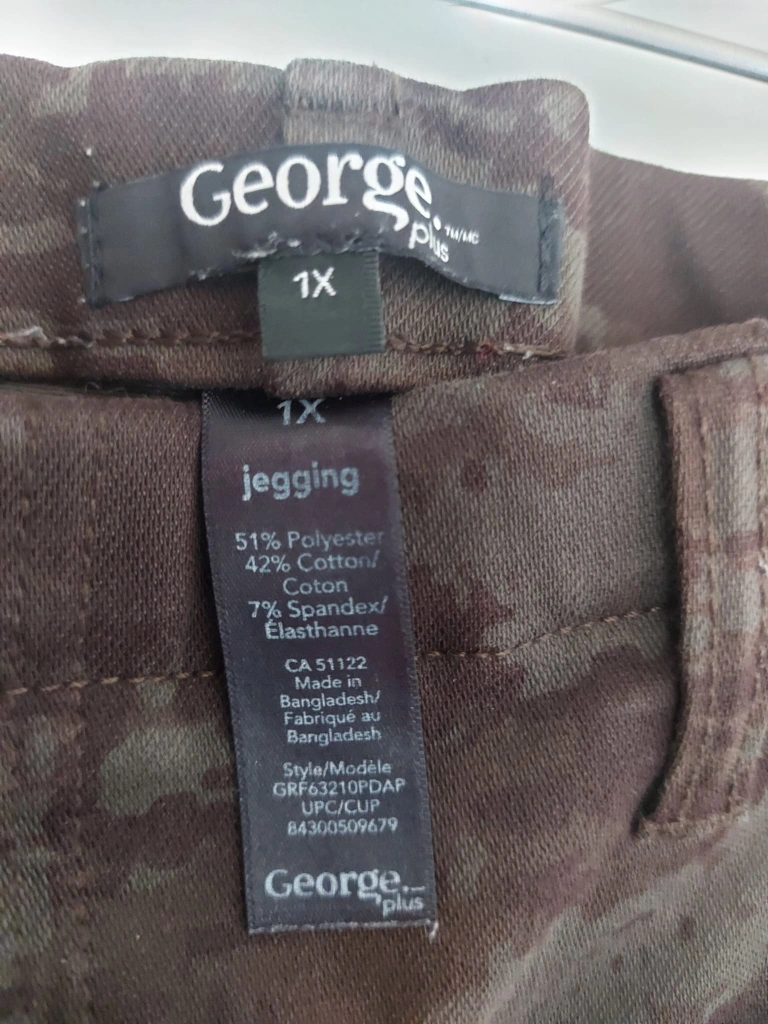 George.
plus
TM/MC
1X
1X
jegging
51% Polyester
42% Cotton/
Coton
7% Spandex/
Élasthanne
CA 51122
Made in
Bangladesh/
Fabriqué au
Bangladesh
Style/Modèle
GRF63210PDAP
UPC/CUP
84300509679
George.
plus